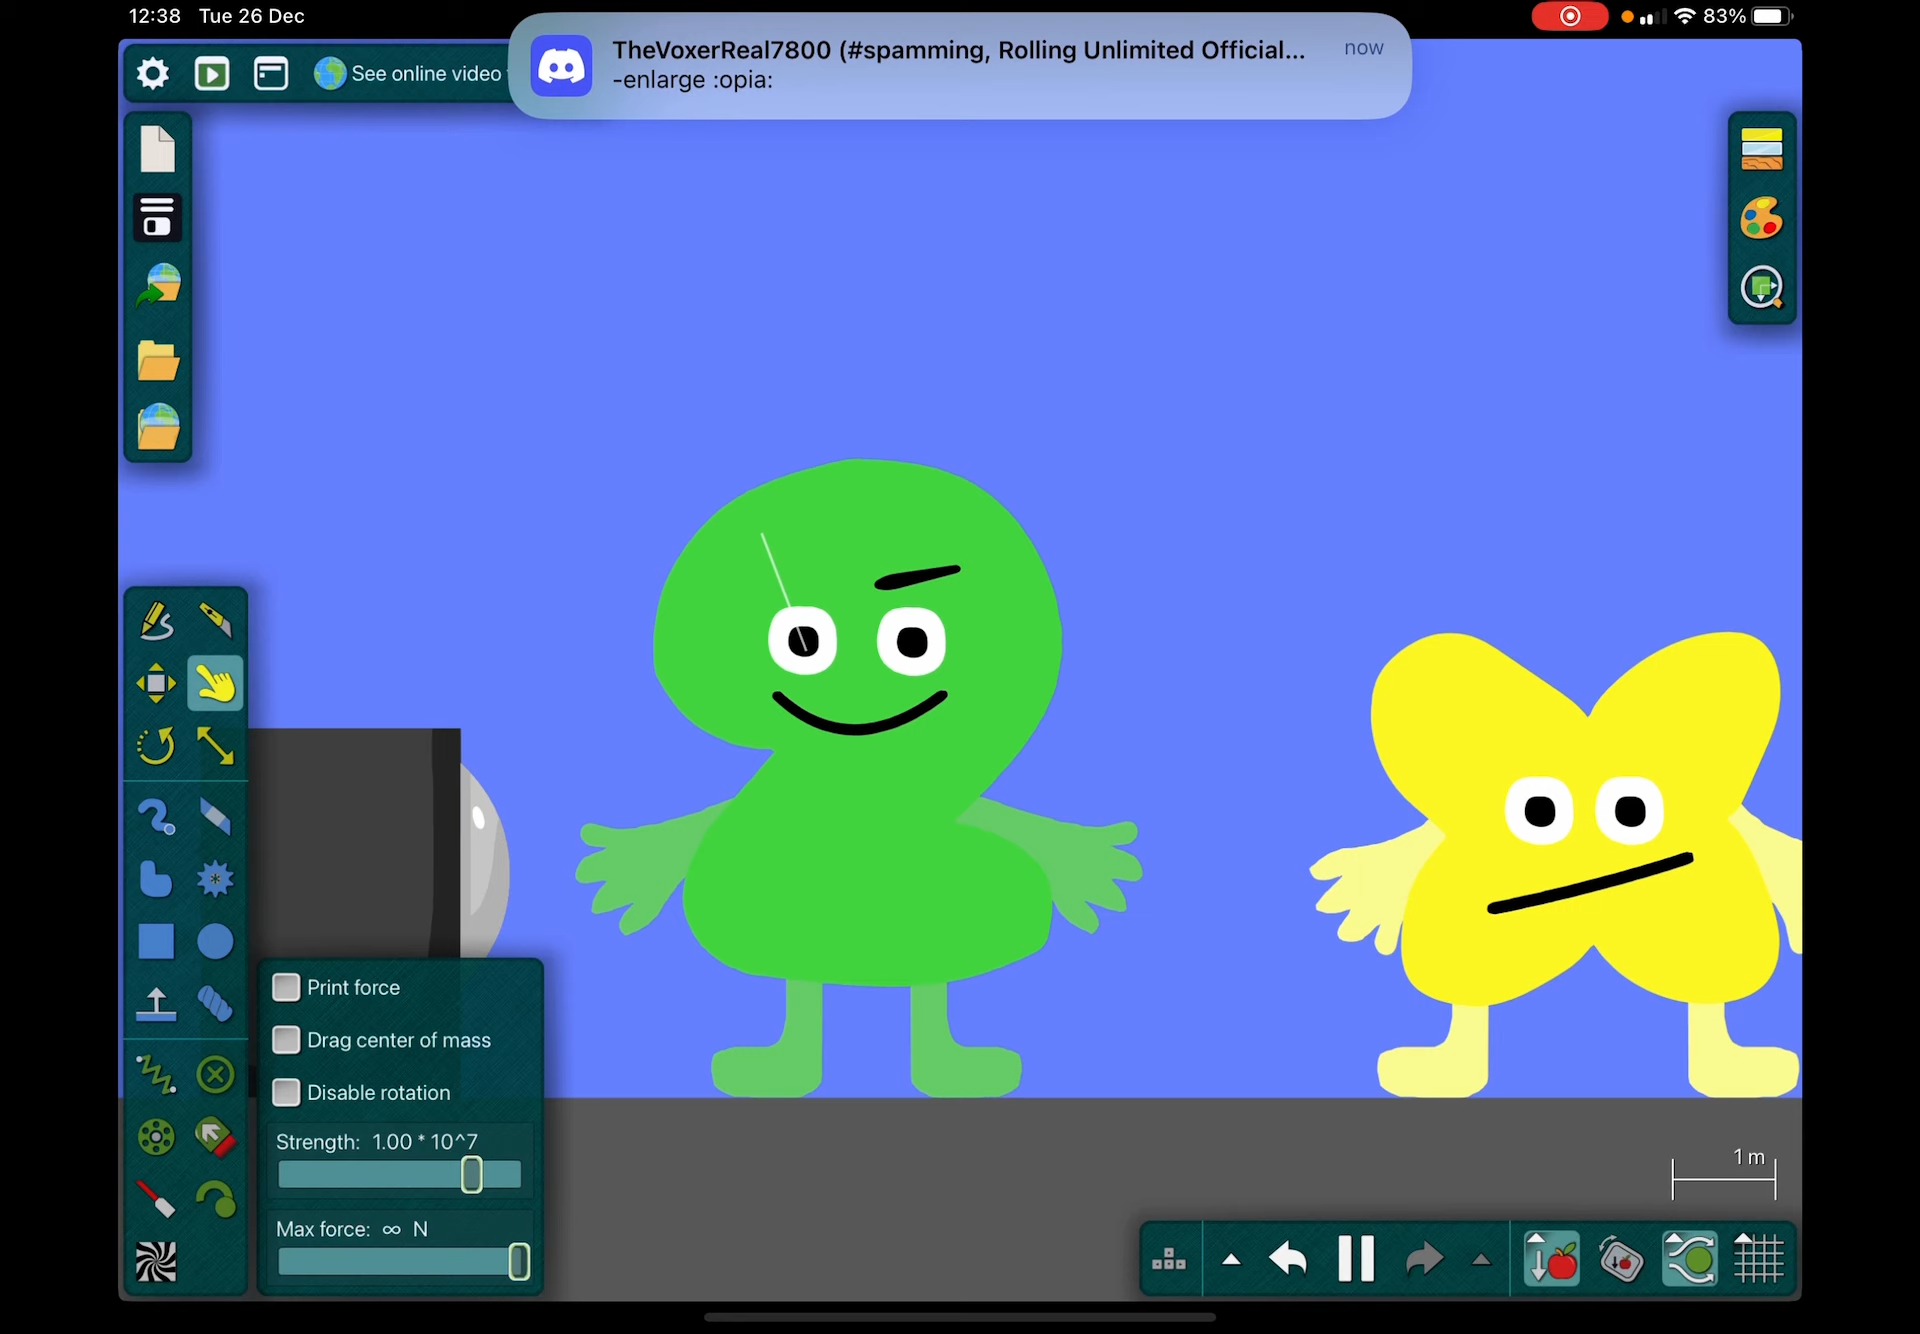 12:38 Tue 26 Dec
83%
TheVoxerReal7800 (#spamming, Rolling Unlimited Official...
now
-enlarge :opia:
See online video
Print force
Drag center of mass
Disable rotation
Strength: 1.00 * 10^7
Max force: ∞ N
1 m